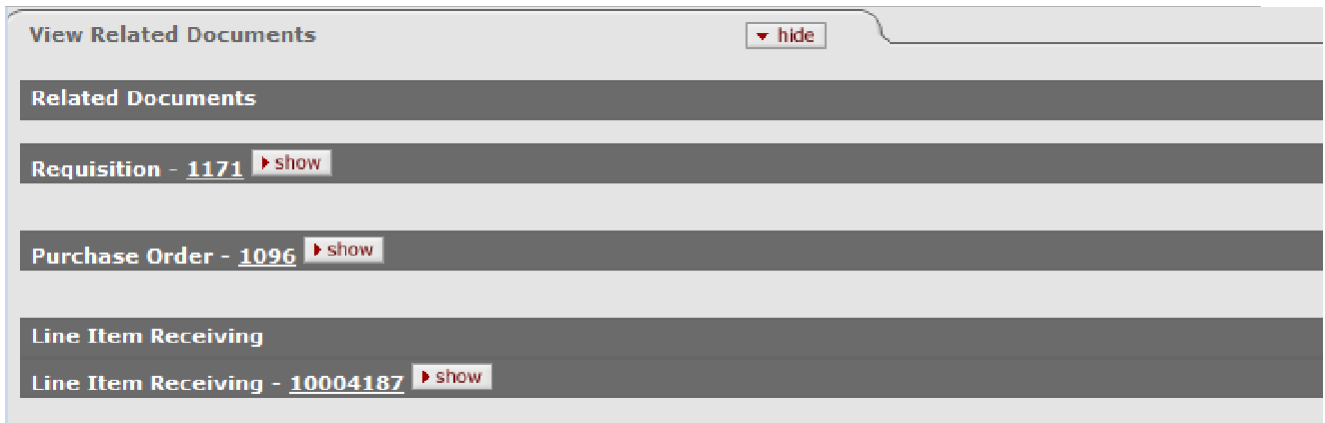 View Related Documents hide
Related Documents
Requisition - 1171 show
Purchase Order - 1096 show
Line Item Receiving
Line Item Receiving - 10004187 show